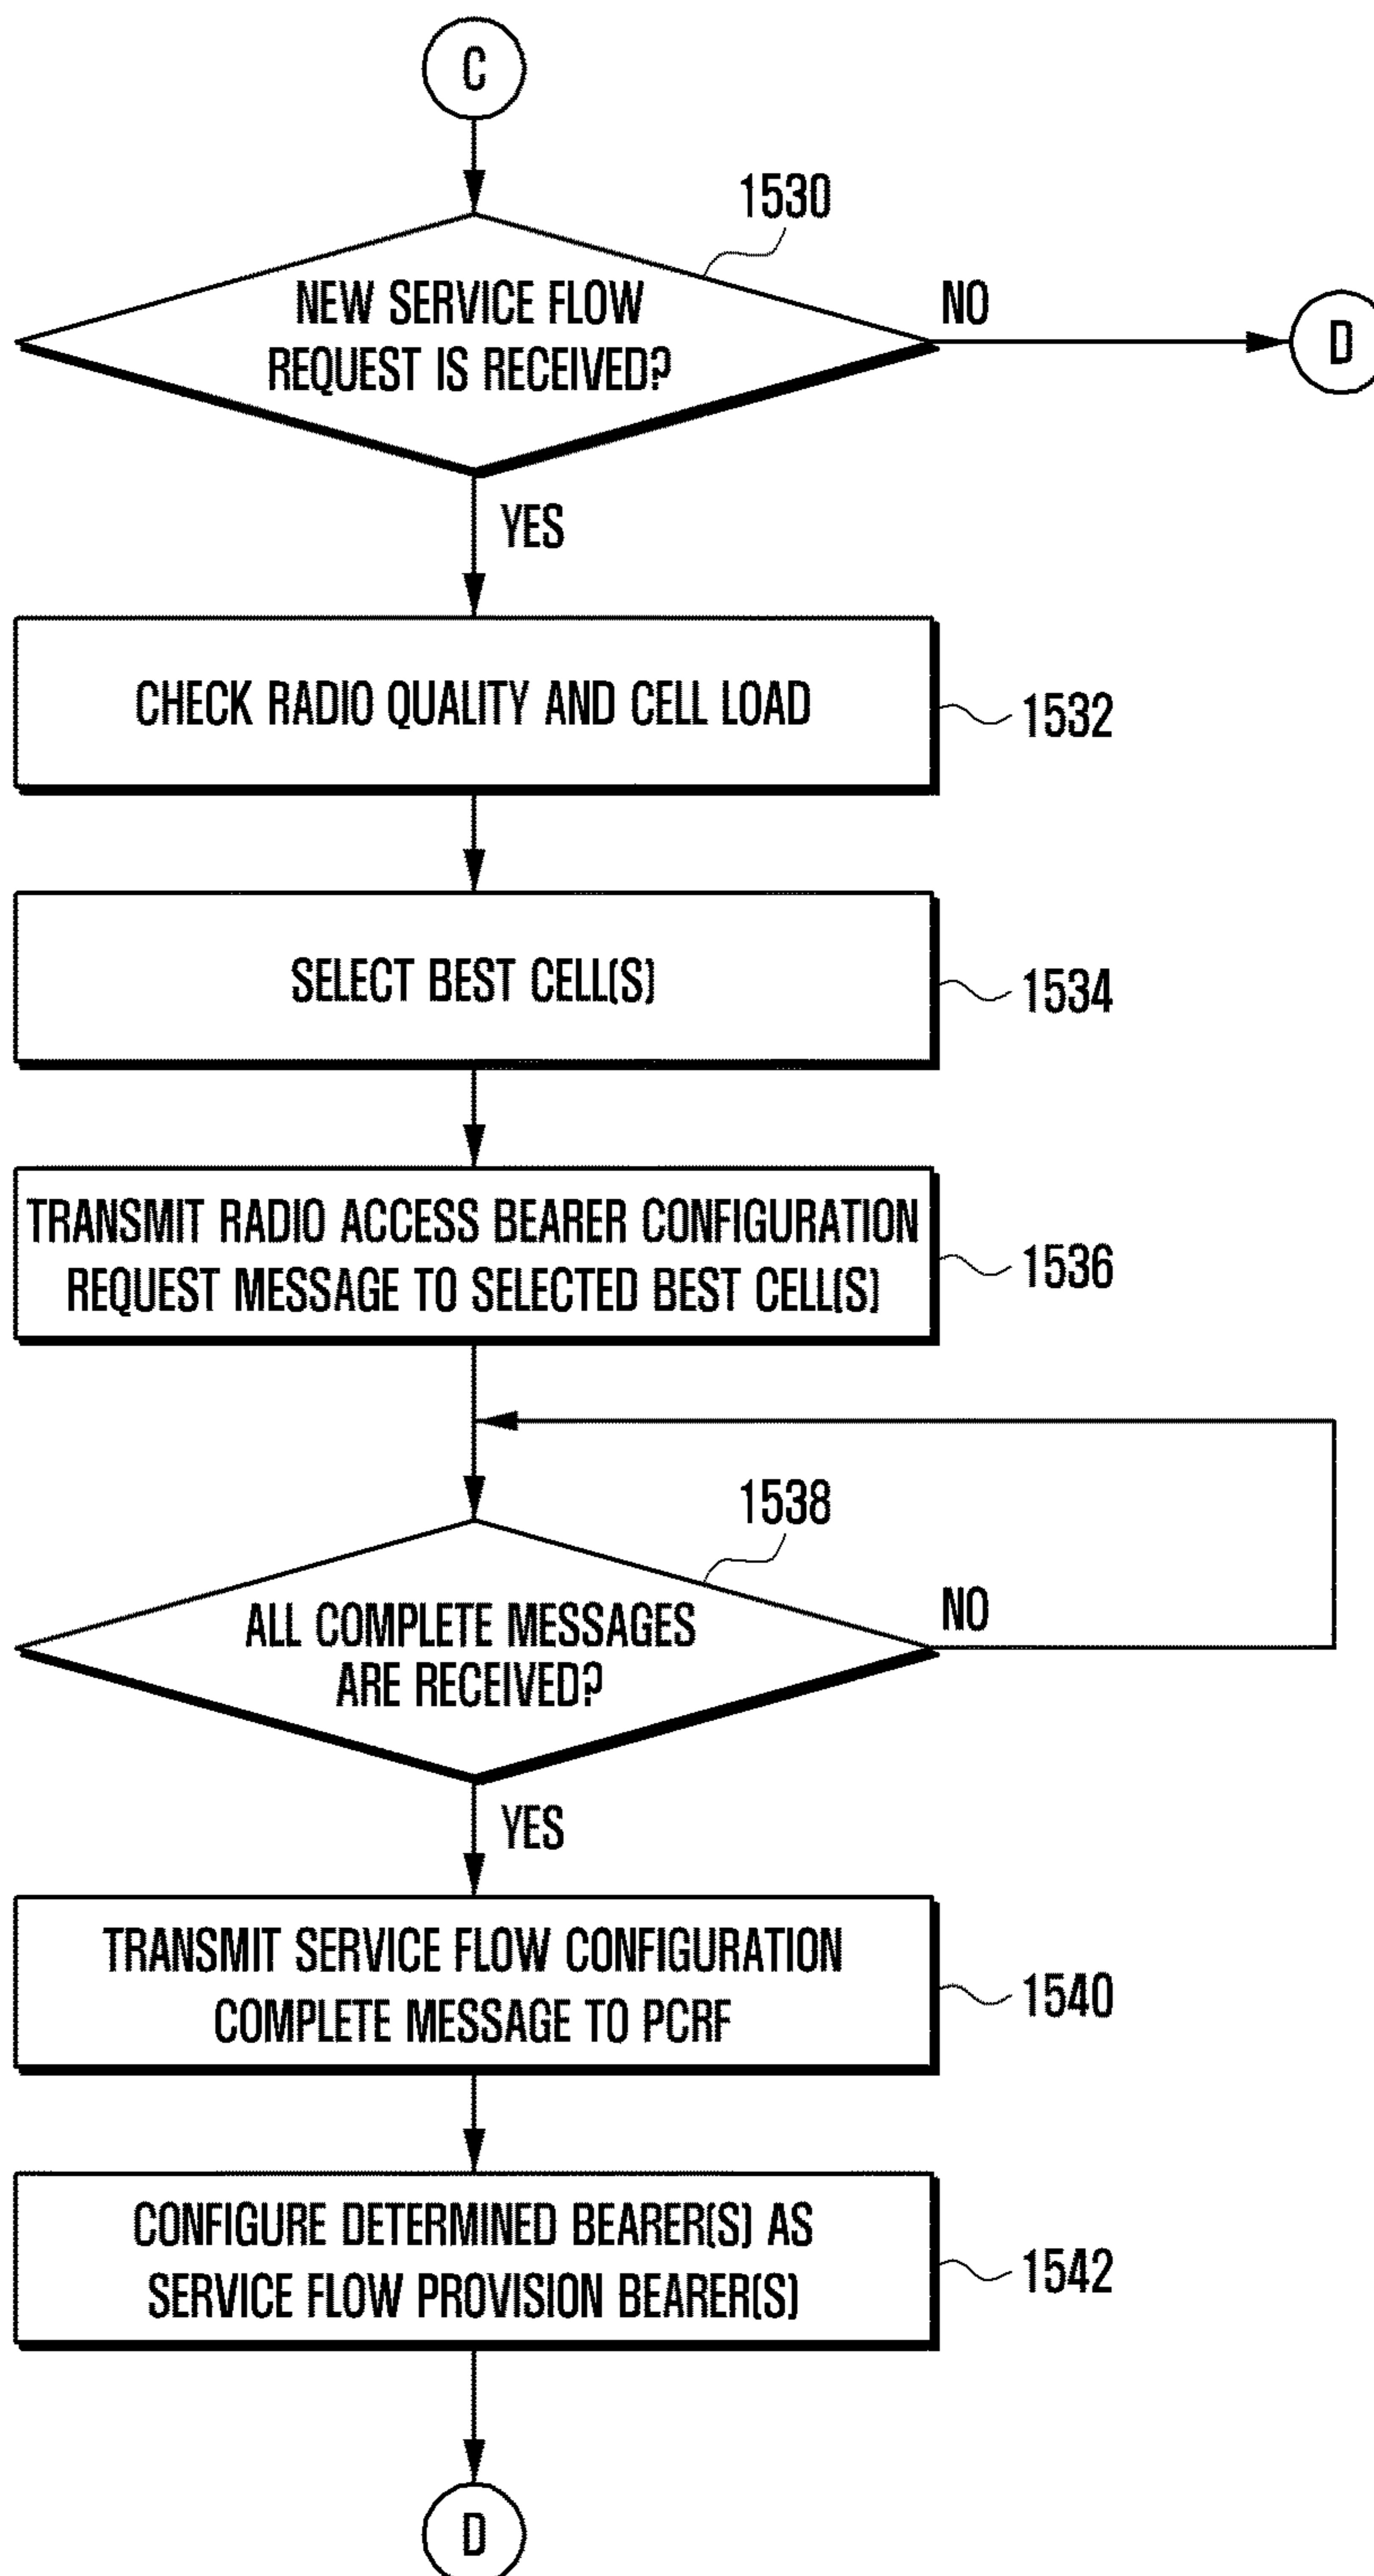 C
1530
NEW SERVICE FLOW
REQUEST IS RECEIVED?
NO
D
YES
CHECK RADIO QUALITY AND CELL LOAD
1532
SELECT BEST CELL(S)
1534
TRANSMIT RADIO ACCESS BEARER CONFIGURATION
REQUEST MESSAGE TO SELECTED BEST CELL(S)
1536
1538
ALL COMPLETE MESSAGES
ARE RECEIVED?
NO
YES
TRANSMIT SERVICE FLOW CONFIGURATION
COMPLETE MESSAGE TO PCRF
1540
CONFIGURE DETERMINED BEARER(S) AS
SERVICE FLOW PROVISION BEARER(S)
1542
D